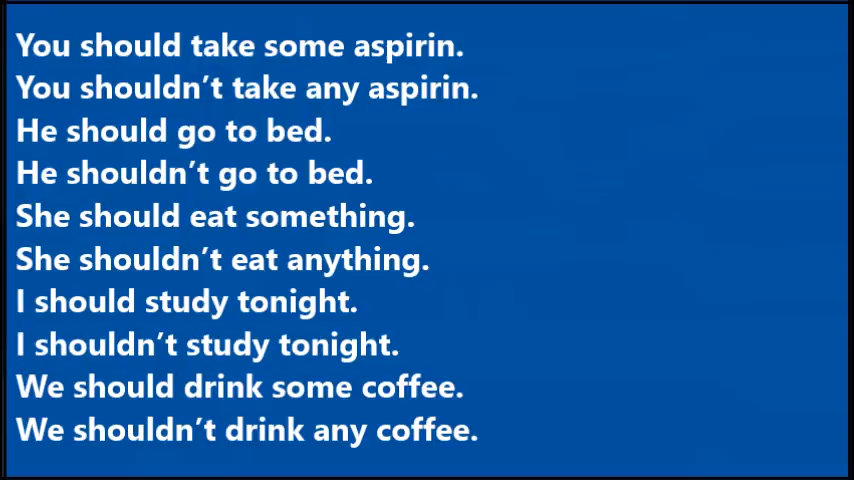 You should take some aspirin.
You shouldn’t take any aspirin.
He should go to bed.
He shouldn’t go to bed.
She should eat something.
She shouldn’t eat anything.
I should study tonight.
I shouldn’t study tonight.
We should drink some coffee.
We shouldn’t drink any coffee.